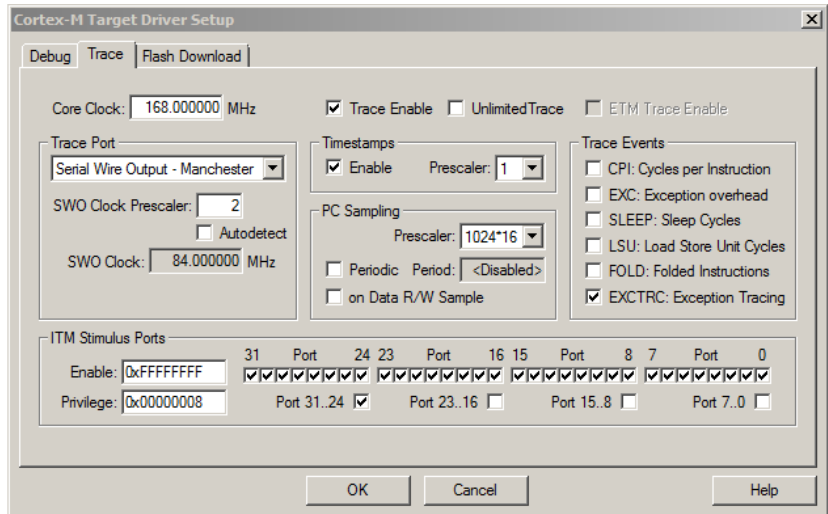 Cortex-M Target Driver Setup
Debug Trace Flash Download
Core Clock: 168.000000 MHz Trace Enable UnlimitedTrace ETM Trace Enable
Trace Port
Serial Wire Output - Manchester
SWO Clock Prescaler: 2
Autodetect
SWO Clock: 84.000000 MHz
Timestamps
Enable Prescaler: 1
PC Sampling
Prescaler: 1024*16
Periodic Period: <Disabled>
on Data R/W Sample
Trace Events
CPI: Cycles per Instruction
EXC: Exception overhead
SLEEP: Sleep Cycles
LSU: Load Store Unit Cycles
FOLD: Folded Instructions
EXCTRC: Exception Tracing
ITM Stimulus Ports
31 Port 24 23 Port 16 15 Port 8 7 Port 0
Enable: 0xFFFFFFFF
Privilege: 0x00000008 Port 31..24 Port 23..16 Port 15..8 Port 7..0
OK Cancel Help